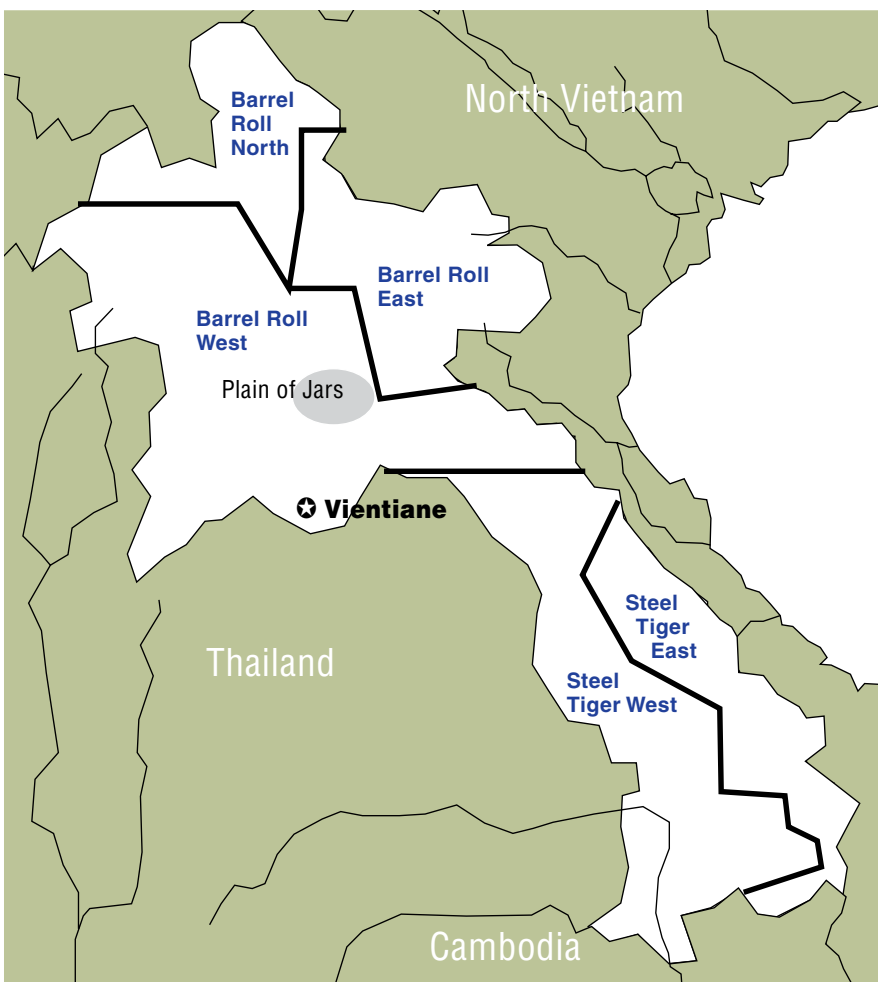 Barrel
Roll
North
North Vietnam
Barrel Roll
East
Barrel Roll
West
Plain of Jars
Vientiane
Steel
Tiger
East
Thailand
Steel
Tiger West
Cambodia